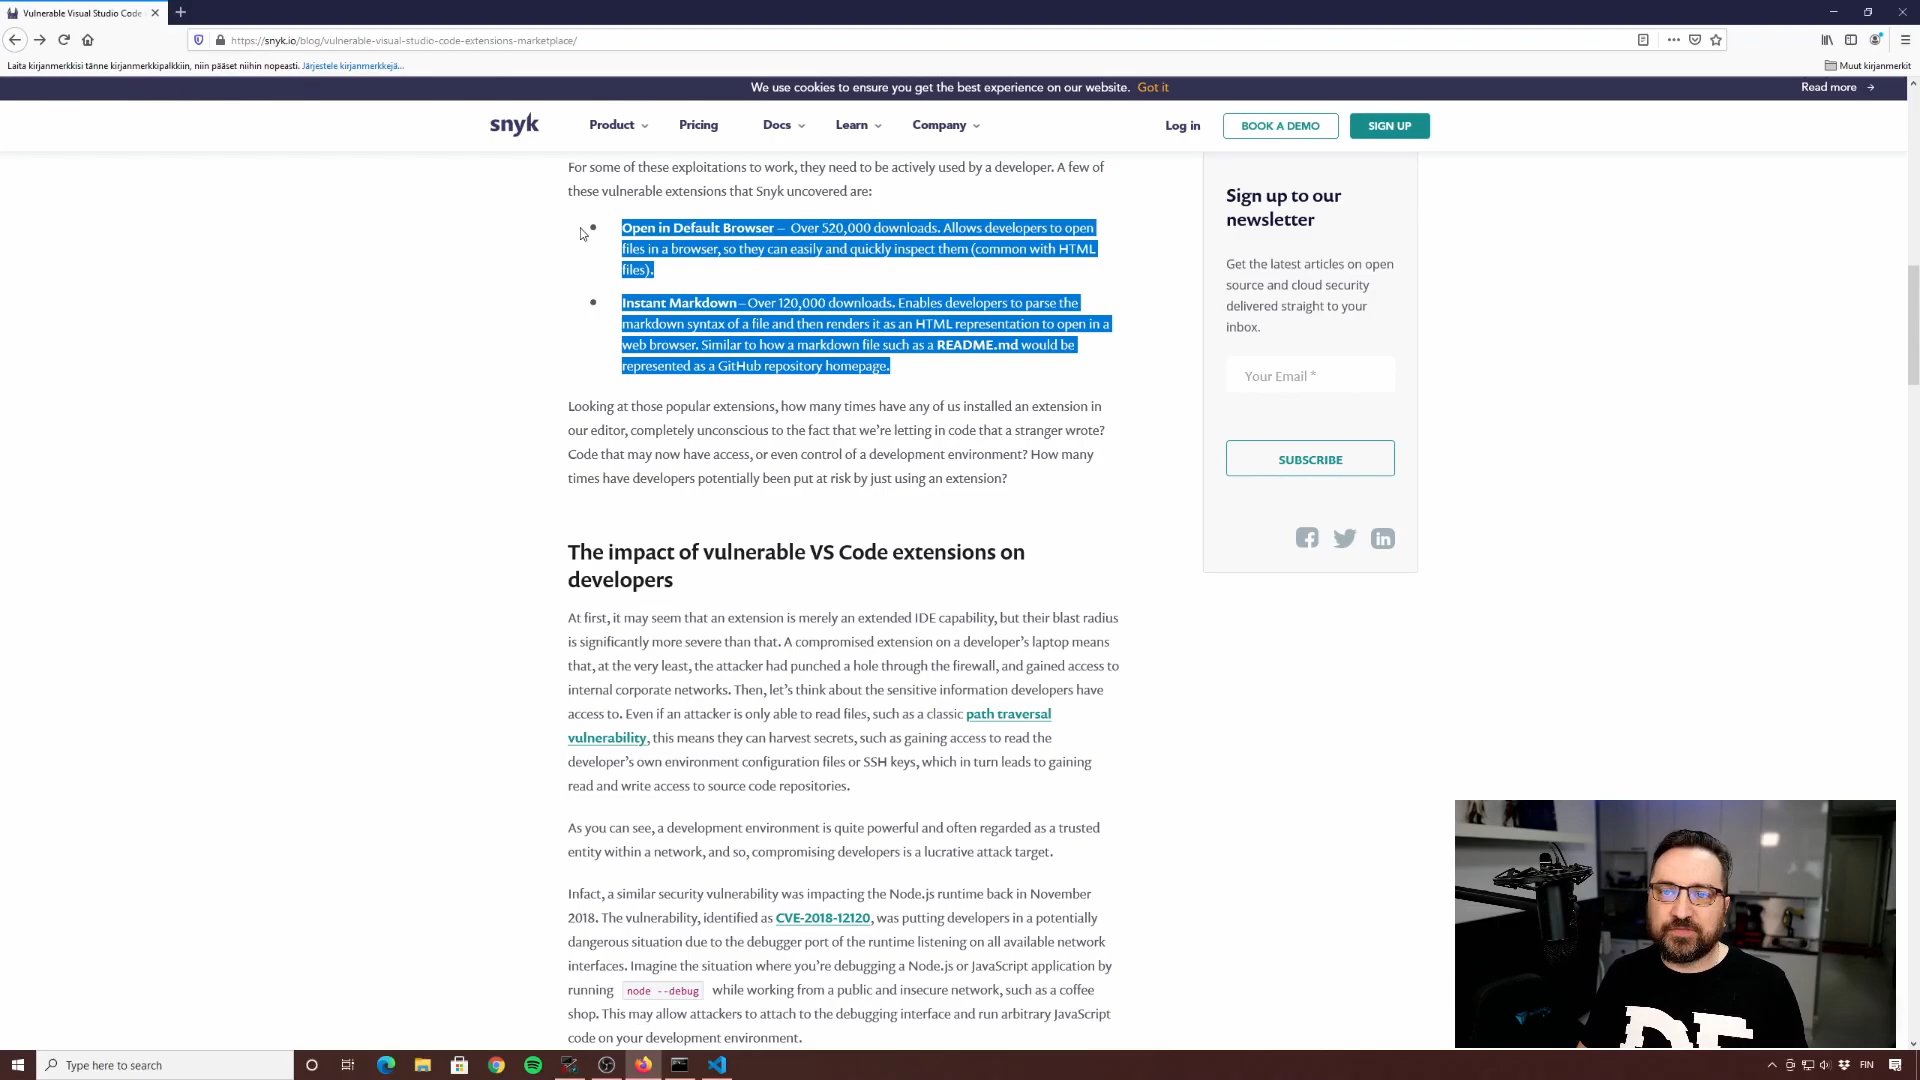 Vulnerable Visual Studio Code
https://snyk.io/blog/vulnerable-visual-studio-code-extensions-marketplace/
Laita kirjanmerkkisi tänne kirjanmerkkipalkkiin, niin pääset niihin nopeasti. Järjestele kirjanmerkkejä...
Muut kirjanmerkit
We use cookies to ensure you get the best experience on our website. Got it
Read more →
snyk
Product
Pricing
Docs
Learn
Company
Log in
BOOK A DEMO
SIGN UP
For some of these exploitations to work, they need to be actively used by a developer. A few of
these vulnerable extensions that Snyk uncovered are:
• Open in Default Browser – Over 520,000 downloads. Allows developers to open
files in a browser, so they can easily and quickly inspect them (common with HTML
files).
• Instant Markdown – Over 120,000 downloads. Enables developers to parse the
markdown syntax of a file and then renders it as an HTML representation to open in a
web browser. Similar to how a markdown file such as a README.md would be
represented as a GitHub repository homepage.
Looking at those popular extensions, how many times have any of us installed an extension in
our editor, completely unconscious to the fact that we're letting in code that a stranger wrote?
Code that may now have access, or even control of a development environment? How many
times have developers potentially been put at risk by just using an extension?
The impact of vulnerable VS Code extensions on
developers
At first, it may seem that an extension is merely an extended IDE capability, but their blast radius
is significantly more severe than that. A compromised extension on a developer's laptop means
that, at the very least, the attacker had punched a hole through the firewall, and gained access to
internal corporate networks. Then, let's think about the sensitive information developers have
access to. Even if an attacker is only able to read files, such as a classic path traversal
vulnerability, this means they can harvest secrets, such as gaining access to read the
developer's own environment configuration files or SSH keys, which in turn leads to gaining
read and write access to source code repositories.
As you can see, a development environment is quite powerful and often regarded as a trusted
entity within a network, and so, compromising developers is a lucrative attack target.
Infact, a similar security vulnerability was impacting the Node.js runtime back in November
2018. The vulnerability, identified as CVE-2018-12120, was putting developers in a potentially
dangerous situation due to the debugger port of the runtime listening on all available network
interfaces. Imagine the situation where you're debugging a Node.js or JavaScript application by
running node --debug while working from a public and insecure network, such as a coffee
shop. This may allow attackers to attach to the debugging interface and run arbitrary JavaScript
code on your development environment.
Sign up to our
newsletter
Get the latest articles on open
source and cloud security
delivered straight to your
inbox.
Your Email *
SUBSCRIBE
Type here to search
FIN